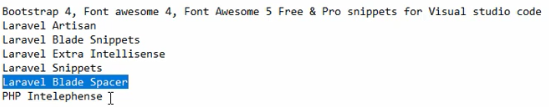 Bootstrap 4, Font awesome 4, Font Awesome 5 Free & Pro snippets for Visual studio code
Laravel Artisan
Laravel Blade Snippets
Laravel Extra Intellisense
Laravel Snippets
Laravel Blade Spacer
PHP Intelephense